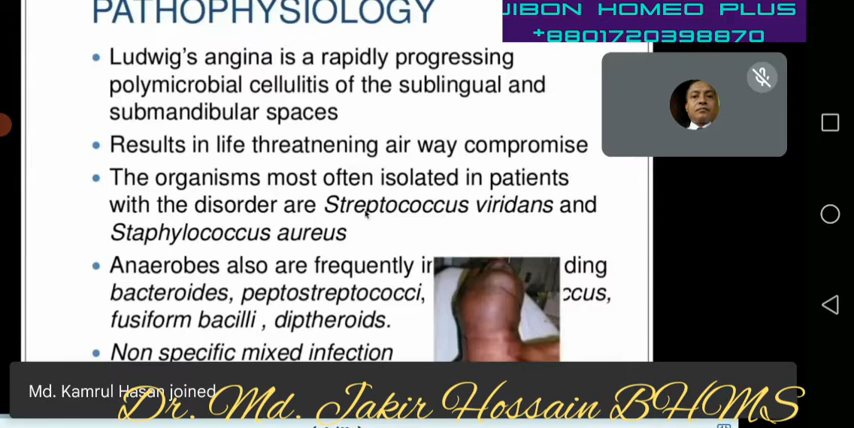 PATHOPHYSIOLOGY
JIBON HOMEO PLUS
+8801720398870
• Ludwig's angina is a rapidly progressing
polymicrobial cellulitis of the sublingual and
submandibular spaces
• Results in life threatnening air way compromise
• The organisms most often isolated in patients
with the disorder are Streptococcus viridans and
Staphylococcus aureus
• Anaerobes also are frequently ding
bacteroides, peptostreptococci, ccus,
fusiform bacilli , diptheroids.
• Non specific mixed infection
Md. Kamrul Hasan joined
Dr. Md. Jakir Hossain BHMS